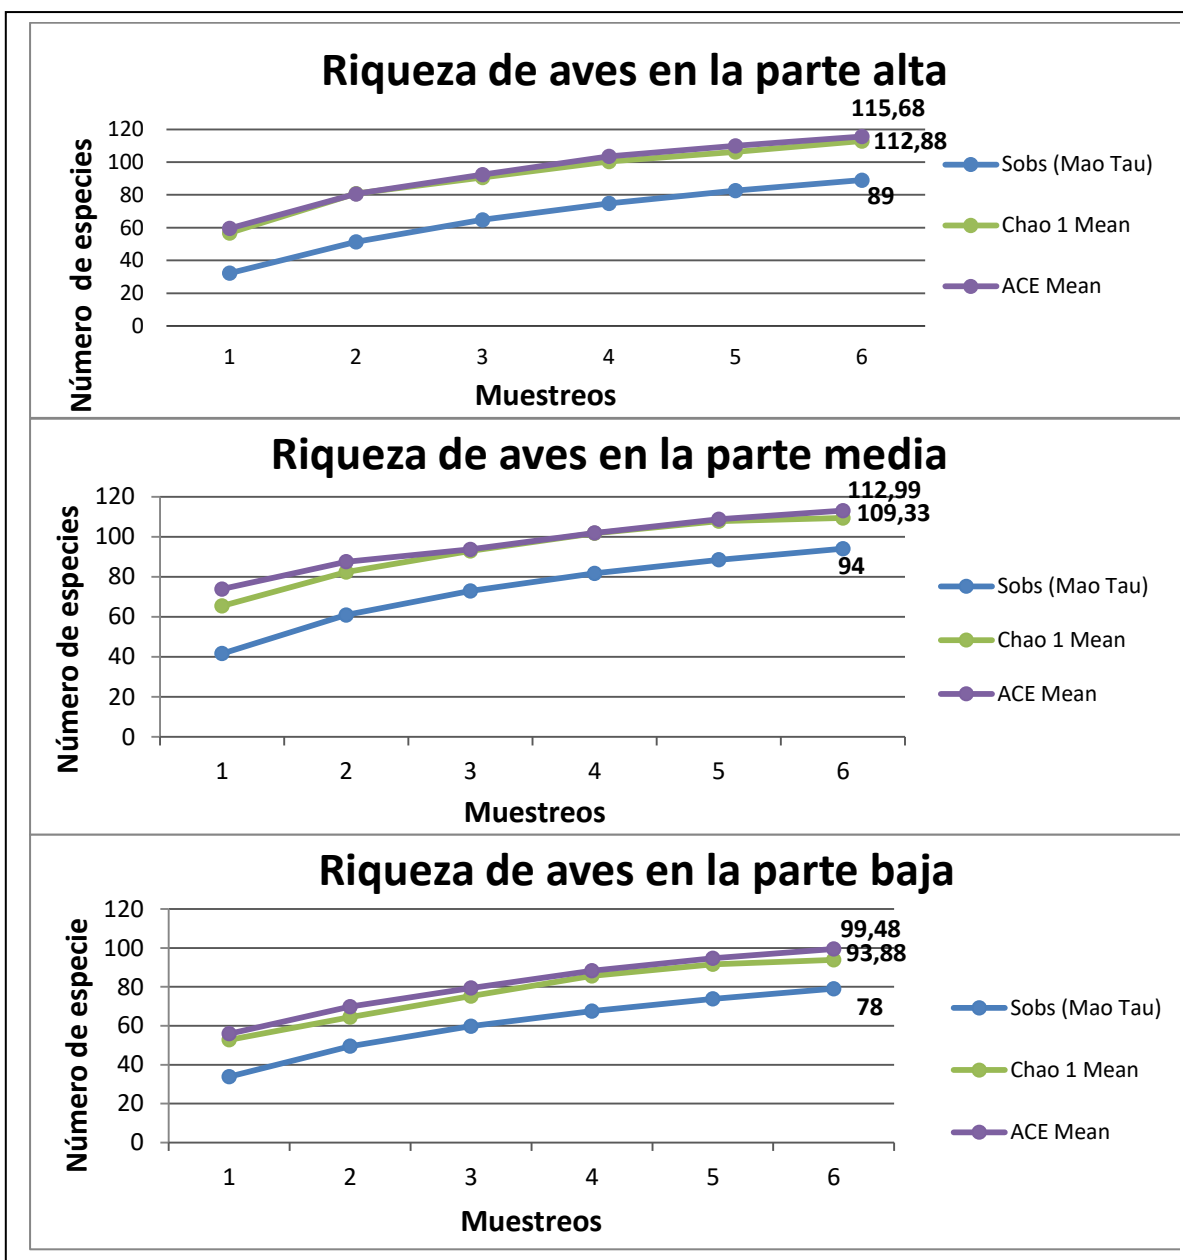 Riqueza de aves en la parte alta
115,68
112,88
89
120
100
80
60
40
20
0
Número de especies
1 2 3 4 5 6
Muestreos
Sobs (Mao Tau)
Chao 1 Mean
ACE Mean
Riqueza de aves en la parte media
112,99
109,33
94
120
100
80
60
40
20
0
Número de especies
1 2 3 4 5 6
Muestreos
Sobs (Mao Tau)
Chao 1 Mean
ACE Mean
Riqueza de aves en la parte baja
99,48
93,88
78
120
100
80
60
40
20
0
Número de especie
1 2 3 4 5 6
Muestreos
Sobs (Mao Tau)
Chao 1 Mean
ACE Mean